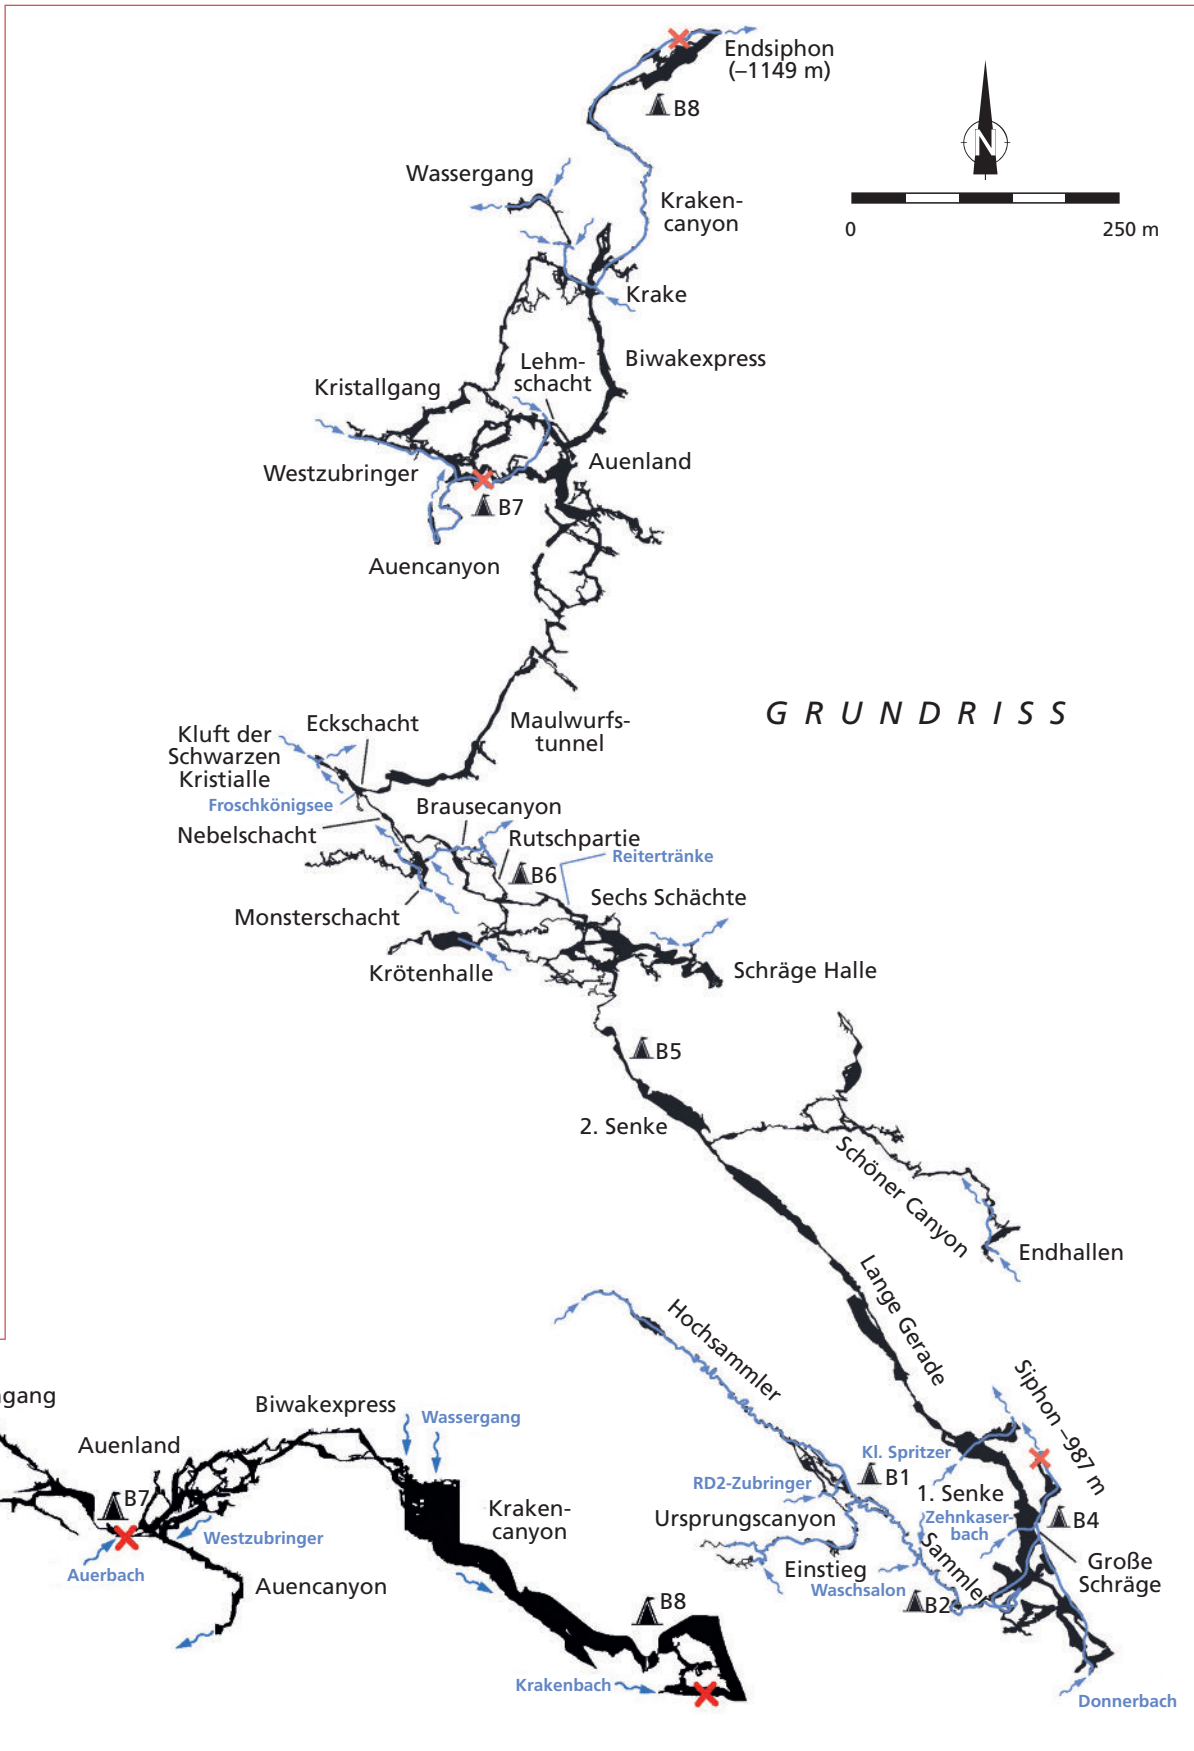 Endsiphon
(–1149 m)
B8
N
0
250 m
Wassergang
Kraken-
canyon
Krake
Biwakexpress
Lehm-
schacht
Kristallgang
Auenland
Westzubringer
B7
Auencanyon
GRUNDRISS
Maulwurfs-
tunnel
Eckschacht
Kluft der
Schwarzen
Kristialle
Froschkönigsee
Nebelschacht
Brausecanyon
Rutschpartie
Reitertränke
B6
Sechs Schächte
Monsterschacht
Krötenhalle
Schräge Halle
B5
2. Senke
Schöner Canyon
Endhallen
Lange Gerade
Hochsammler
Siphon –987 m
Kl. Spritzer
B1
RD2-Zubringer
1. Senke
Ursprungscanyon
Zehnkaser-
bach
B4
Sammler
Große
Schräge
Einstieg
Waschsalon
B2
Donnerbach
ngang
Biwakexpress
Wassergang
Auenland
B7
Kraken-
canyon
Westzubringer
Auerbach
Auencanyon
B8
Krakenbach